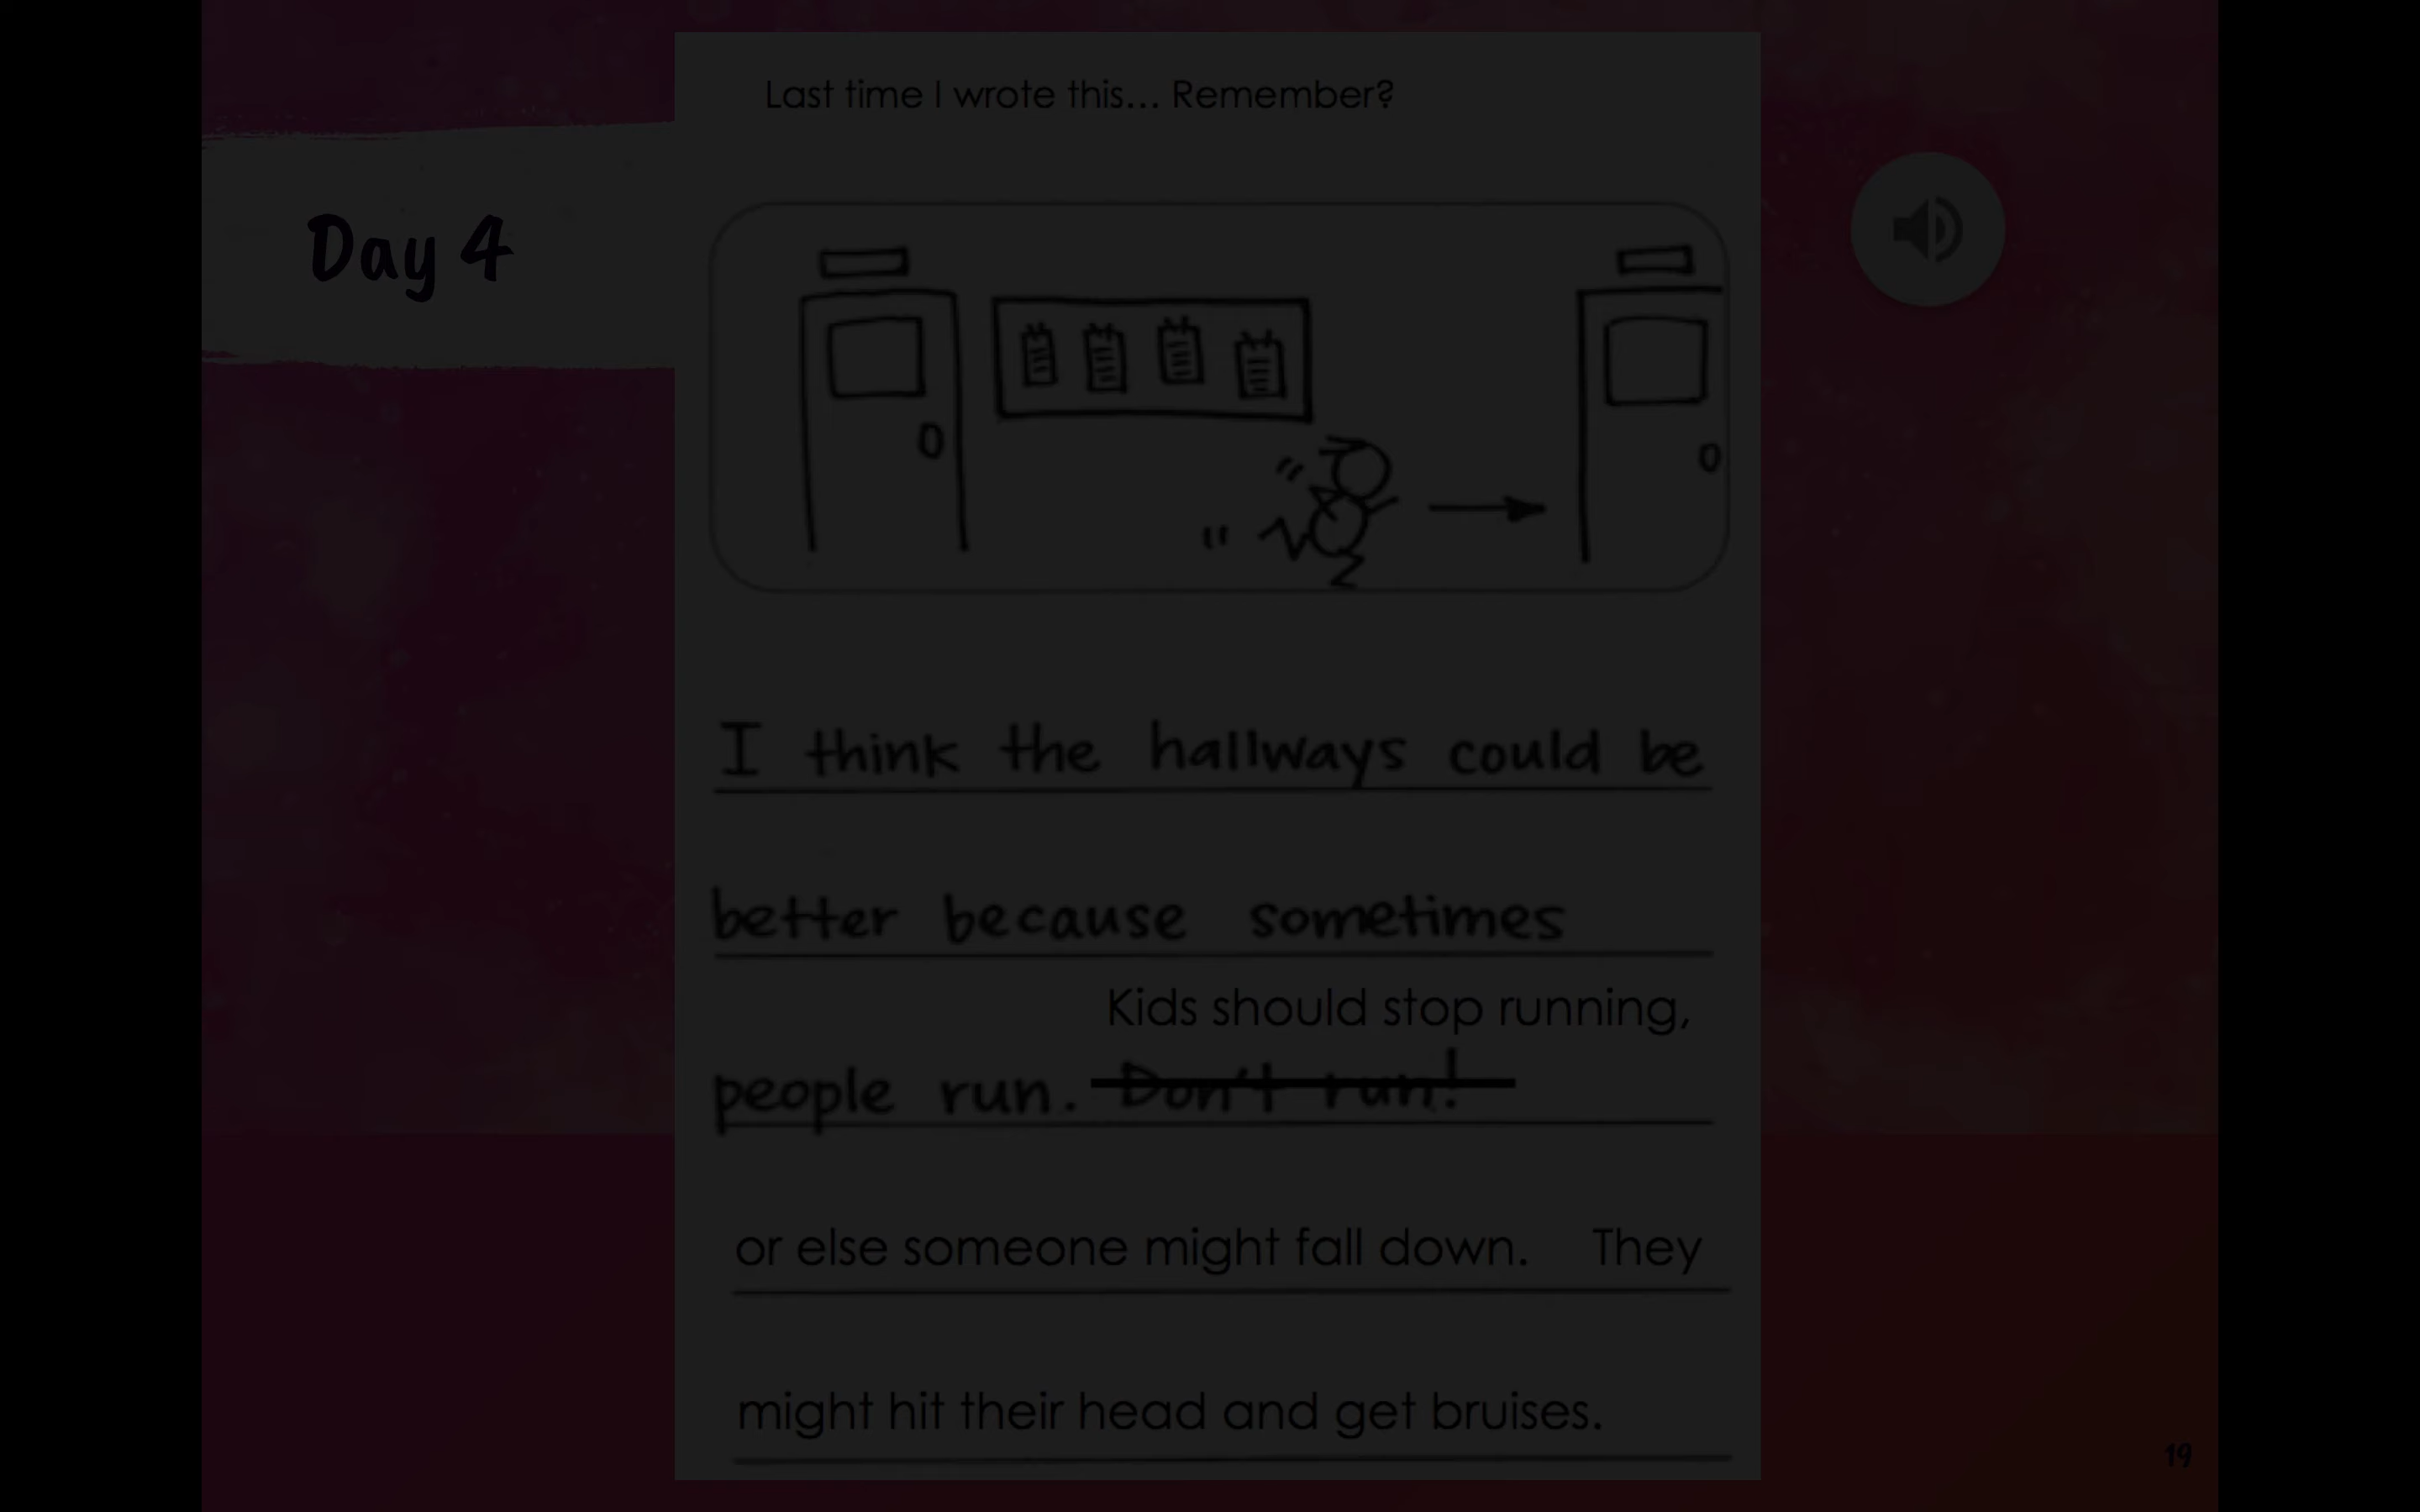 Last time I wrote this... Remember?
Day 4
I think the hallways could be
better because sometimes
Kids should stop running,
people run. Don't run!
or else someone might fall down. They
might hit their head and get bruises.
19